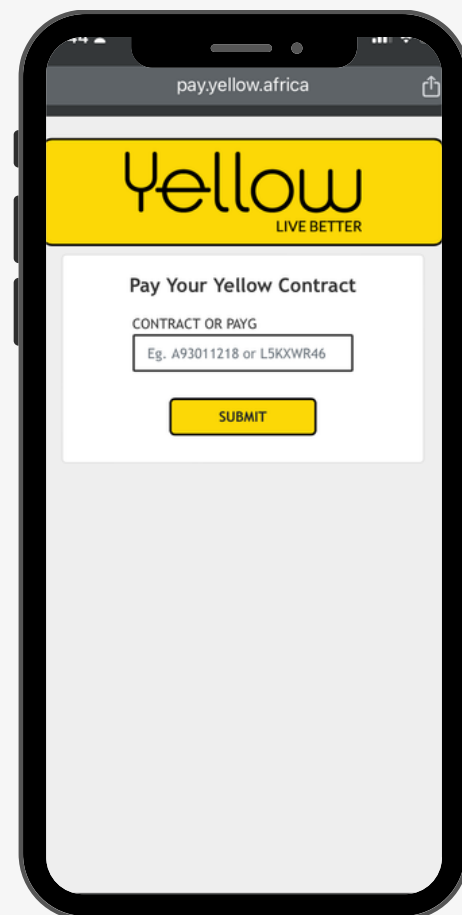 pay.yellow.africa
Yellow
LIVE BETTER
Pay Your Yellow Contract
CONTRACT OR PAYG
Eg. A93011218 or L5KXWR46
SUBMIT